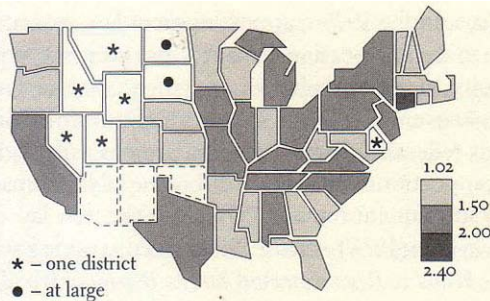 1.02
1.50
2.00
2.40
* – one district
● – at large